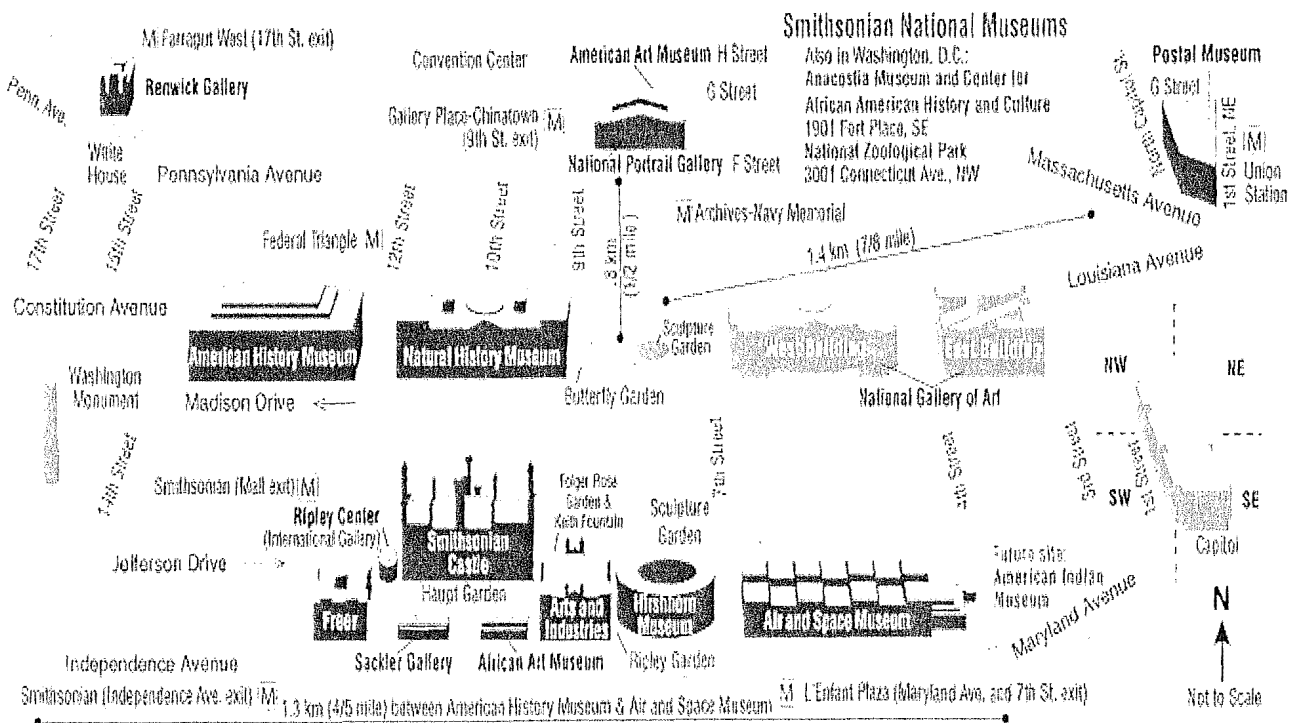 Smithsonian National Museums
Also in Washington, D.C.:
Anacostia Museum and Center for
African American History and Culture
1901 Fort Place, SE
National Zoological Park
3001 Connecticut Ave., NW
M Farragut West (17th St. exit)
Renwick Gallery
Penn. Ave.
White
House
Pennsylvania Avenue
Convention Center
American Art Museum
H Street
G Street
Gallery Place-Chinatown
(9th St. exit)
M
National Portrait Gallery
F Street
Postal Museum
G Street
North Capitol St.
1st Street, NE
M
Union
Station
Massachusetts Avenue
Louisiana Avenue
17th Street
15th Street
Federal Triangle M
12th Street
10th Street
9th Street
.8 km
(1/2 mile)
M Archives-Navy Memorial
1.4 km (7/8 mile)
Constitution Avenue
American History Museum
Natural History Museum
Sculpture
Garden
West Building
East Building
Butterfly Garden
National Gallery of Art
Washington
Monument
Madison Drive
NW
NE
SW
SE
14th Street
7th Street
4th Street
3rd Street
1st Street
Capitol
Smithsonian (Mall exit) M
Ripley Center
(International Gallery)
Smithsonian
Castle
Folger Rose
Garden &
Keith Fountain
Sculpture
Garden
Jefferson Drive
Freer
Haupt Garden
Arts and
Industries
Hirshhorn
Museum
Air and Space Museum
Future site:
American Indian
Museum
Maryland Avenue
Sackler Gallery
African Art Museum
Ripley Garden
Independence Avenue
Smithsonian (Independence Ave. exit) M
1.3 km (4/5 mile) between American History Museum & Air and Space Museum
M L'Enfant Plaza (Maryland Ave. and 7th St. exit)
N
Not to Scale